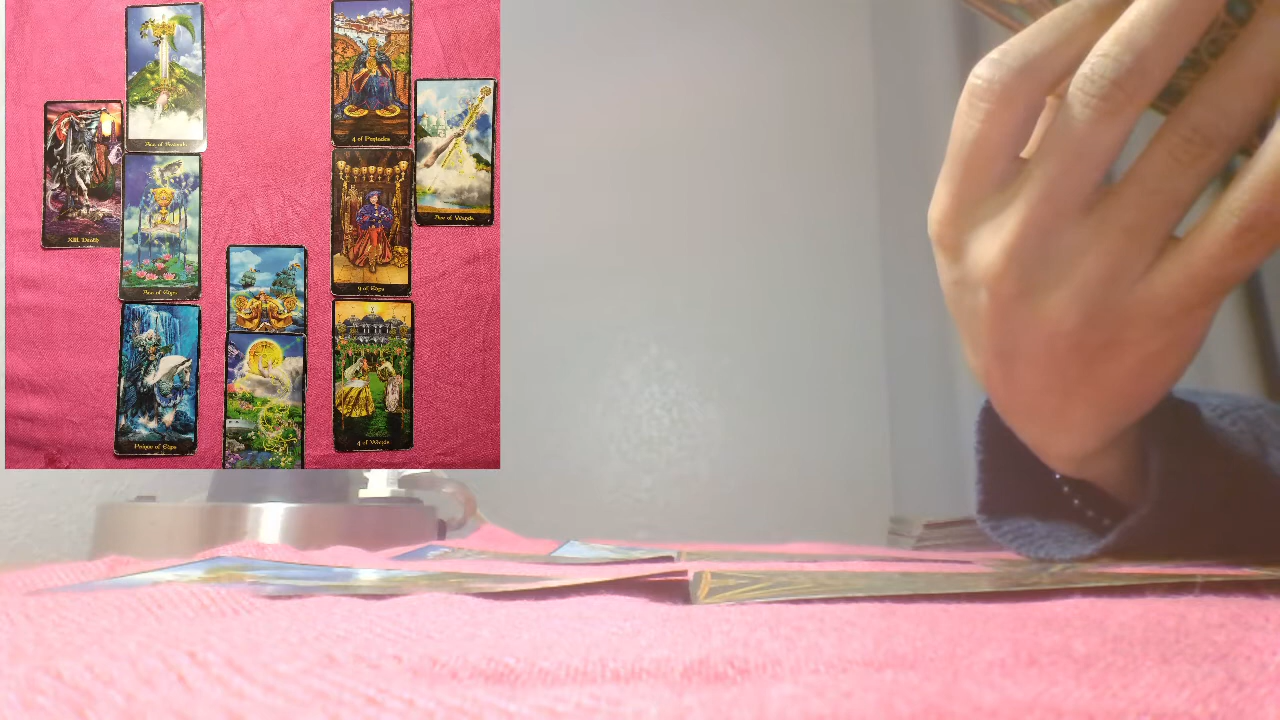 Ace of Swords
XIII. Death
Ace of Cups
Prince of Cups
4 of Pentacles
Ace of Wands
9 of Cups
4 of Wands